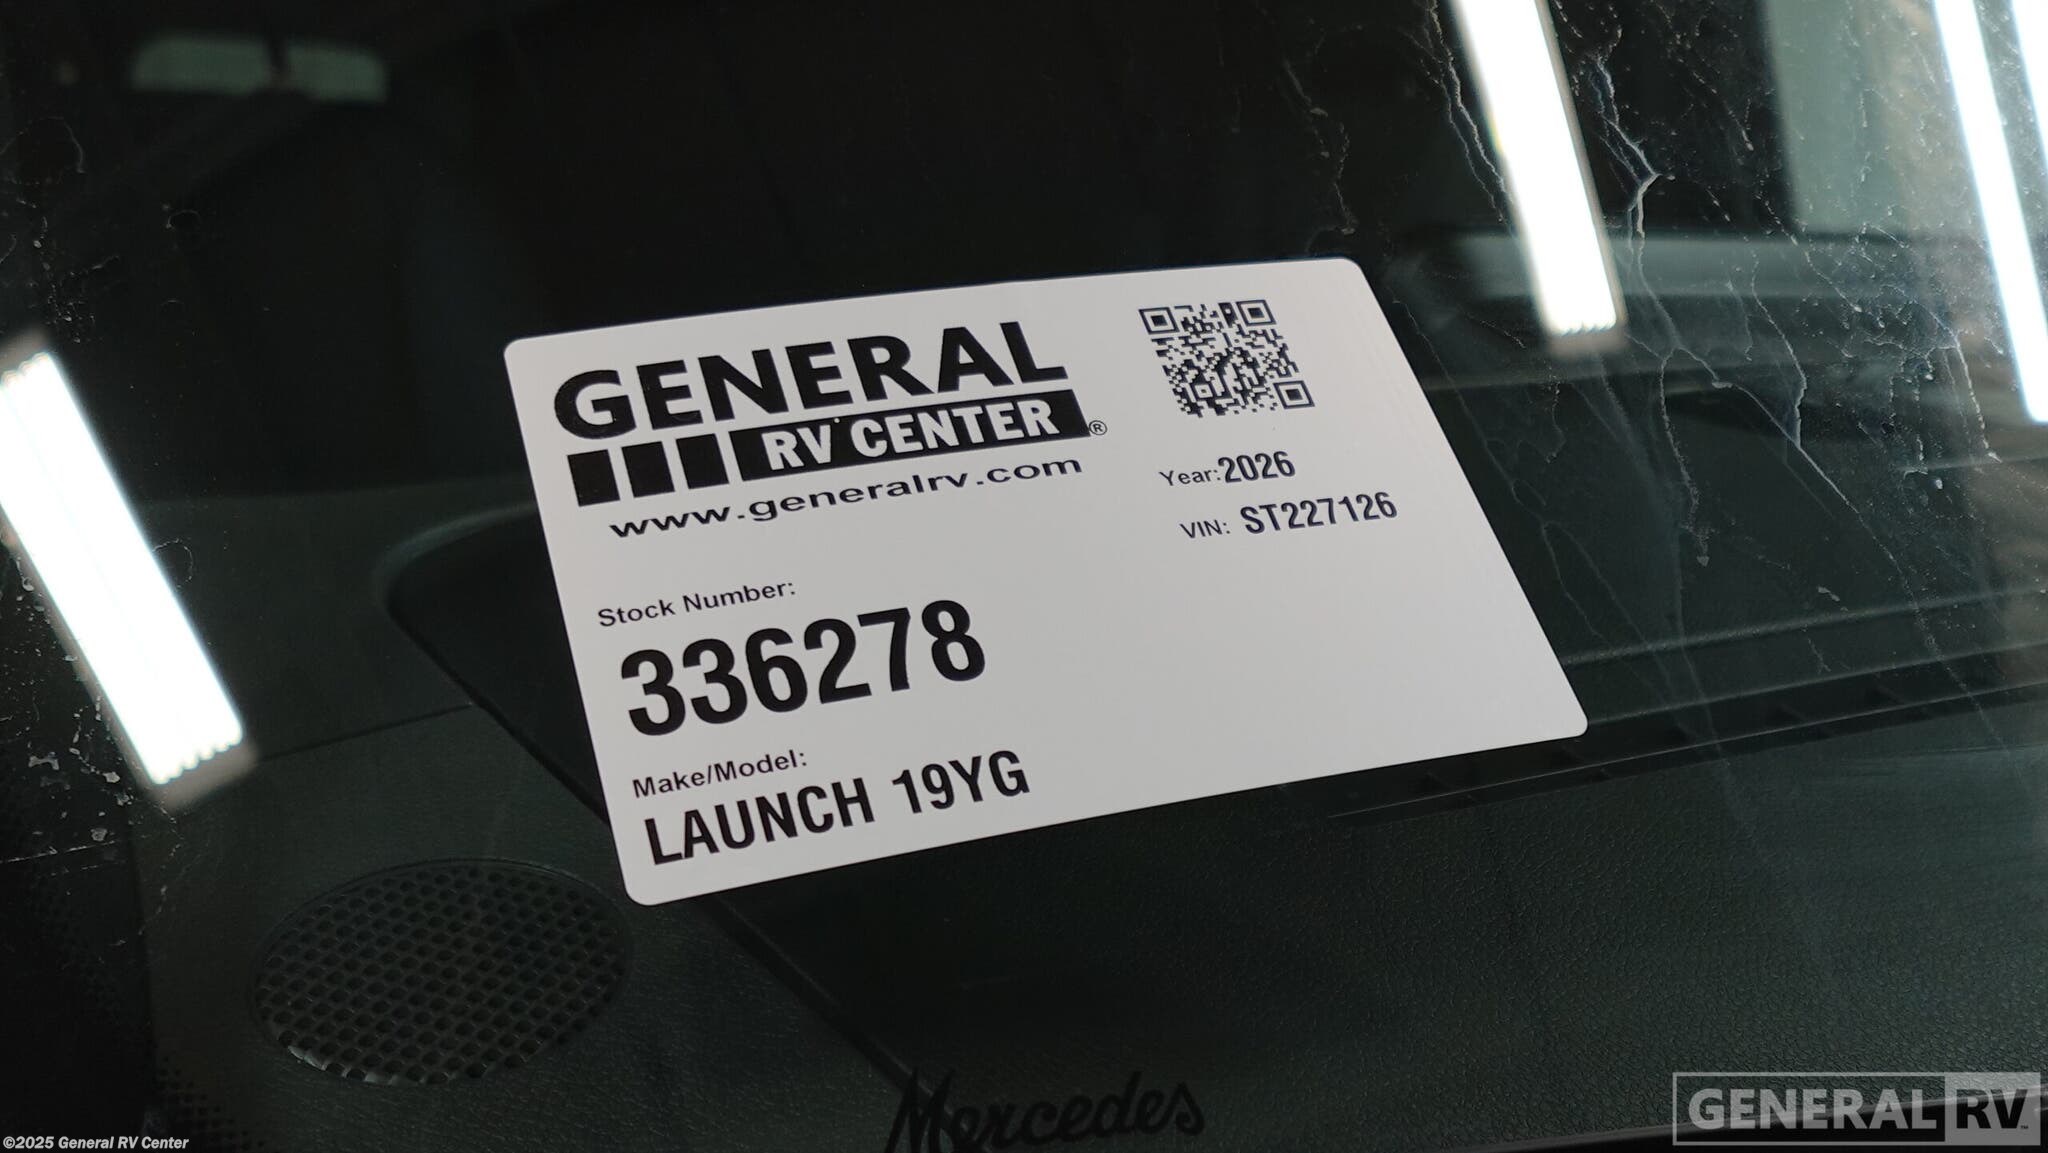 GENERAL
RV CENTER®
www.generalrv.com
Year:2026
VIN: ST227126
Stock Number:
336278
Make/Model:
LAUNCH 19YG
Mercedes
GENERAL RV™
©2025 General RV Center